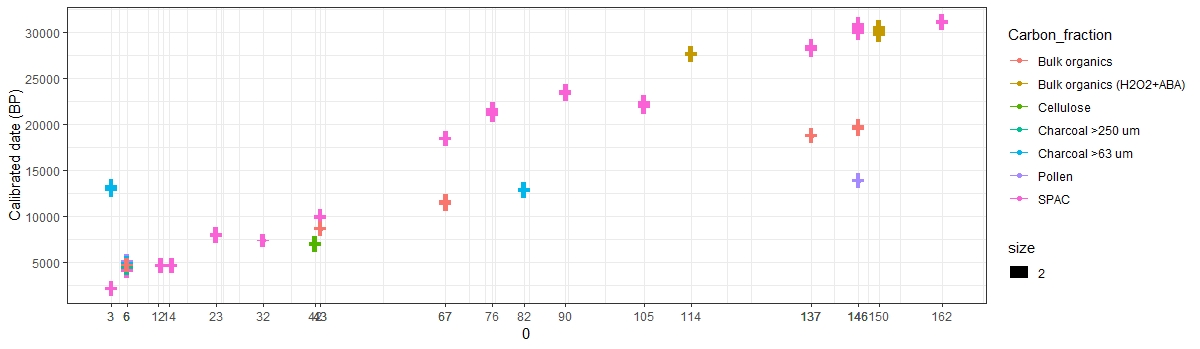 Calibrated date (BP)
30000
25000
20000
15000
10000
5000
3 6 12 14 23 32 42 43 67 76 82 90 105 114 137 146 150 162
0
Carbon_fraction
Bulk organics
Bulk organics (H2O2+ABA)
Cellulose
Charcoal >250 um
Charcoal >63 um
Pollen
SPAC
size
2